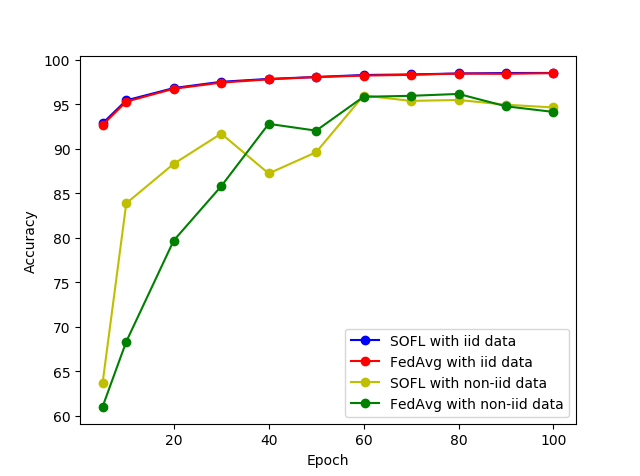 100
95
90
85
80
75
70
65
60
Accuracy
20
40
60
80
100
Epoch
SOFL with iid data
FedAvg with iid data
SOFL with non-iid data
FedAvg with non-iid data